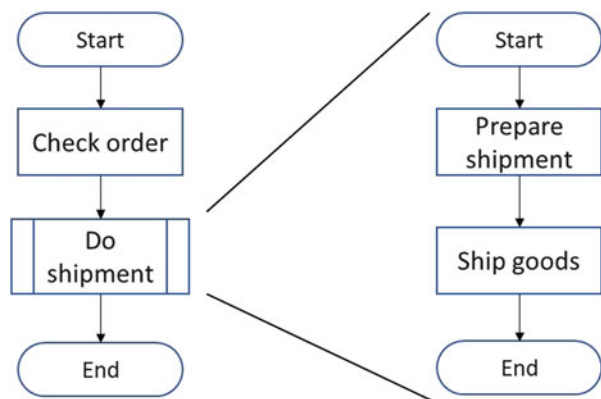 Start
Check order
Do
shipment
End
Start
Prepare
shipment
Ship goods
End